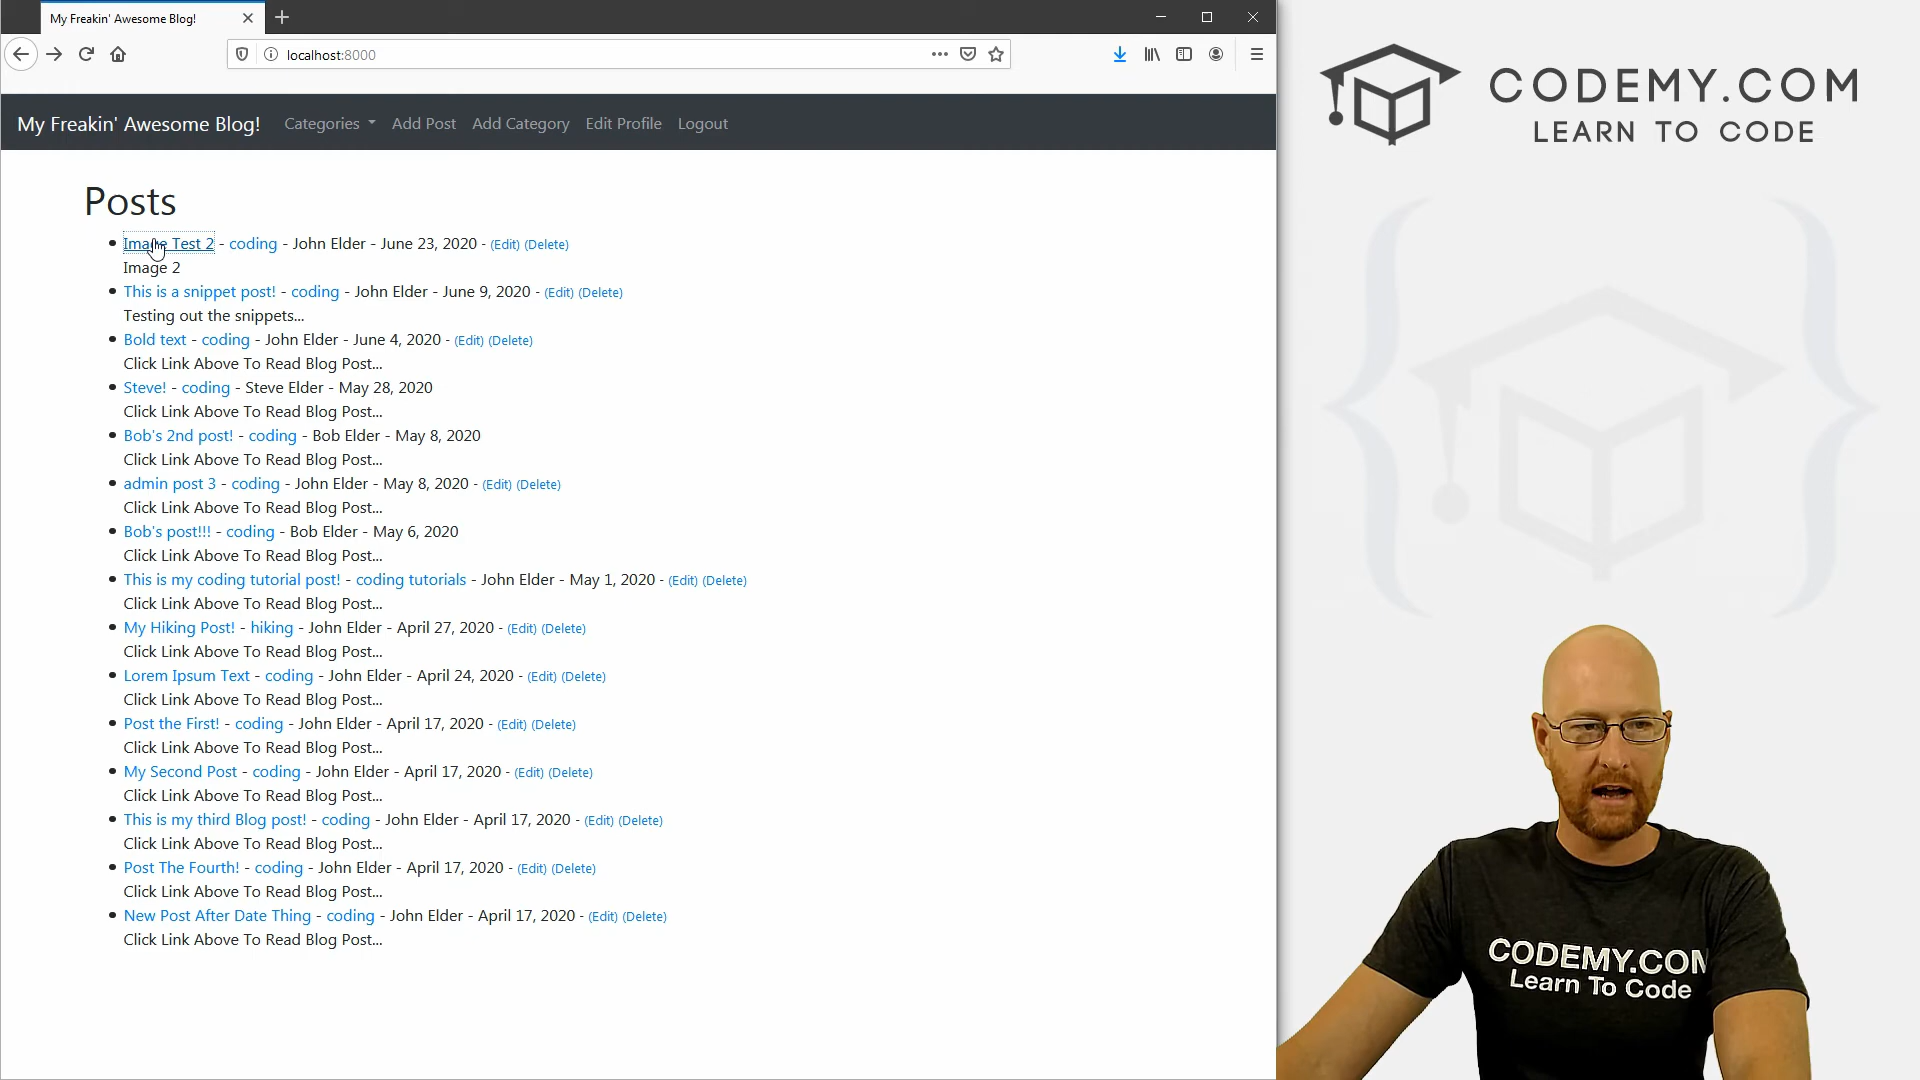 My Freakin' Awesome Blog!
localhost:8000
CODEMY.COM
LEARN TO CODE
My Freakin' Awesome Blog! Categories Add Post Add Category Edit Profile Logout
Posts
Image Test 2 - coding - John Elder - June 23, 2020 - (Edit) (Delete)
Image 2
This is a snippet post! - coding - John Elder - June 9, 2020 - (Edit) (Delete)
Testing out the snippets...
Bold text - coding - John Elder - June 4, 2020 - (Edit) (Delete)
Click Link Above To Read Blog Post...
Steve! - coding - Steve Elder - May 28, 2020
Click Link Above To Read Blog Post...
Bob's 2nd post! - coding - Bob Elder - May 8, 2020
Click Link Above To Read Blog Post...
admin post 3 - coding - John Elder - May 8, 2020 - (Edit) (Delete)
Click Link Above To Read Blog Post...
Bob's post!!! - coding - Bob Elder - May 6, 2020
Click Link Above To Read Blog Post...
This is my coding tutorial post! - coding tutorials - John Elder - May 1, 2020 - (Edit) (Delete)
Click Link Above To Read Blog Post...
My Hiking Post! - hiking - John Elder - April 27, 2020 - (Edit) (Delete)
Click Link Above To Read Blog Post...
Lorem Ipsum Text - coding - John Elder - April 24, 2020 - (Edit) (Delete)
Click Link Above To Read Blog Post...
Post the First! - coding - John Elder - April 17, 2020 - (Edit) (Delete)
Click Link Above To Read Blog Post...
My Second Post - coding - John Elder - April 17, 2020 - (Edit) (Delete)
Click Link Above To Read Blog Post...
This is my third Blog post! - coding - John Elder - April 17, 2020 - (Edit) (Delete)
Click Link Above To Read Blog Post...
Post The Fourth! - coding - John Elder - April 17, 2020 - (Edit) (Delete)
Click Link Above To Read Blog Post...
New Post After Date Thing - coding - John Elder - April 17, 2020 - (Edit) (Delete)
Click Link Above To Read Blog Post...
CODEMY.COM
Learn To Code